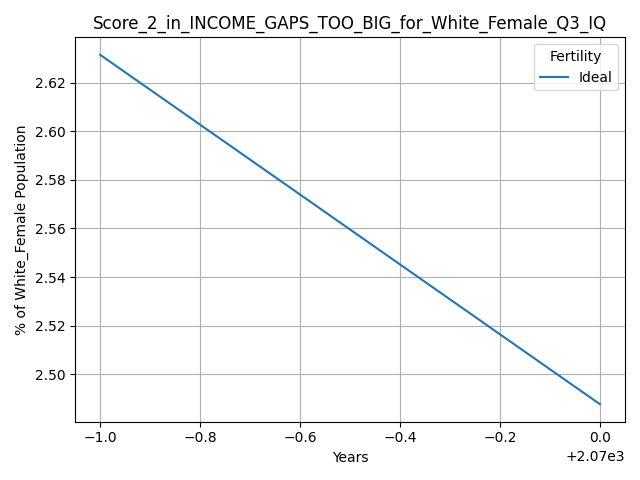 Score_2_in_INCOME_GAPS_TOO_BIG_for_White_Female_Q3_IQ
Fertility
Ideal
% of White_Female Population
2.62
2.60
2.58
2.56
2.54
2.52
2.50
−1.0 −0.8 −0.6 −0.4 −0.2 0.0
+2.07e3
Years